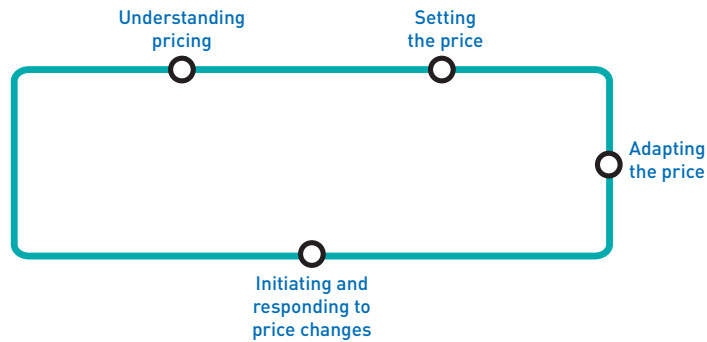 Understanding
pricing
Setting
the price
Adapting
the price
Initiating and
responding to
price changes